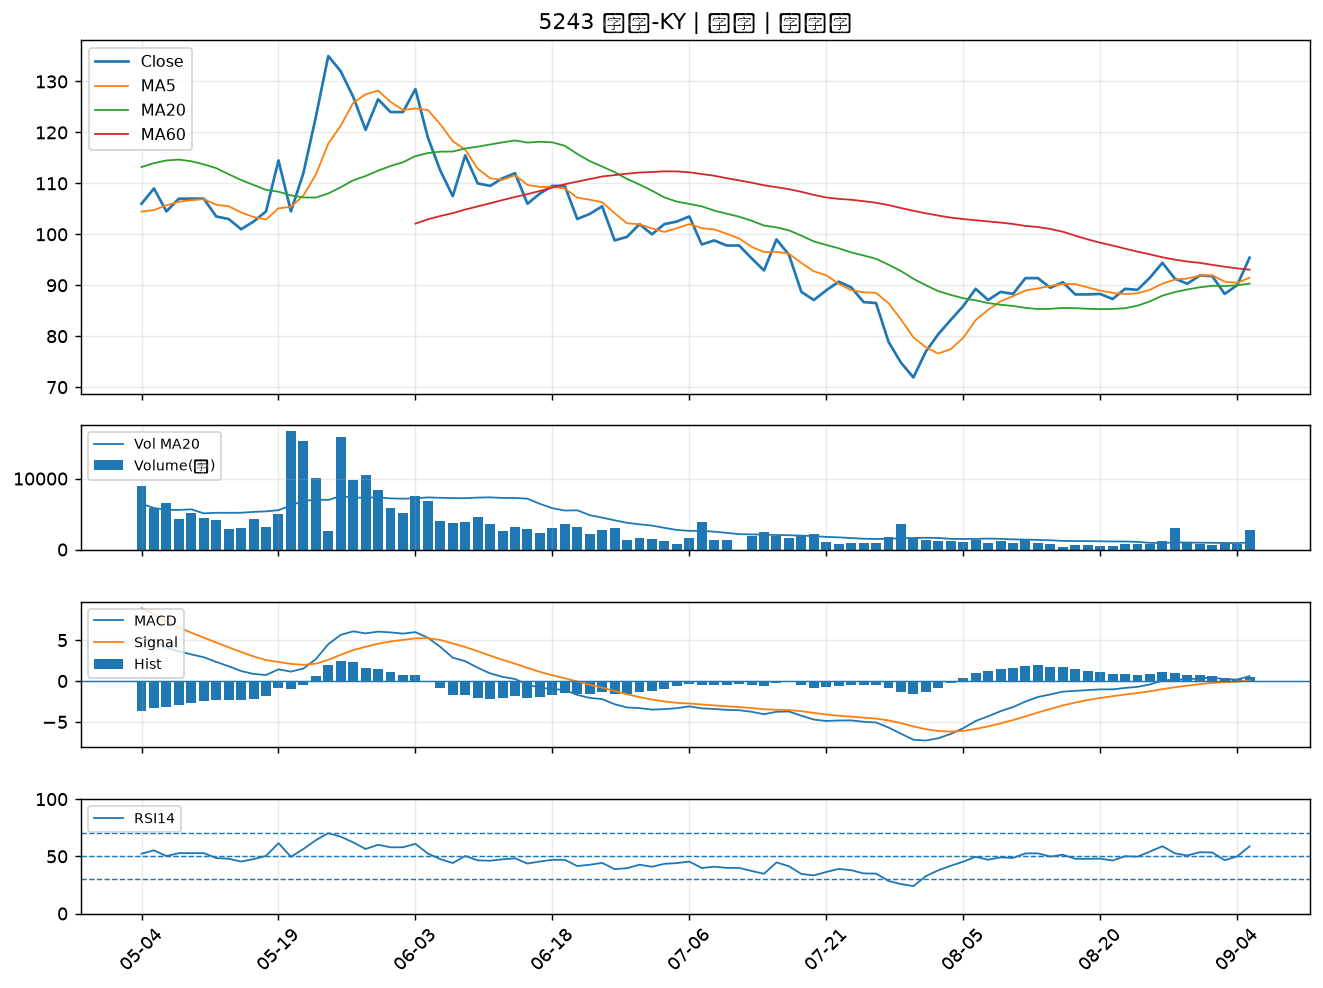 5243 -KY | |
Close
MA5
MA20
MA60
130
120
110
100
90
80
70
Vol MA20
Volume( )
10000
0
MACD
Signal
Hist
5
0
−5
RSI14
100
50
0
05-04 05-19 06-03 06-18 07-06 07-21 08-05 08-20 09-04